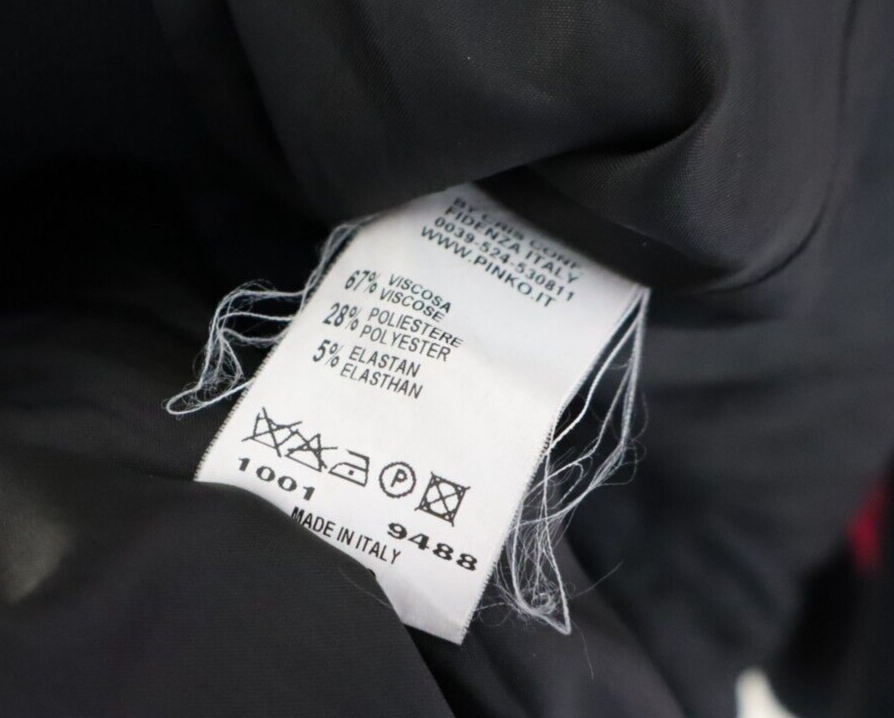 BY CRIS CONF
FIDENZA ITALY
0039-524-530811
WWW.PINKO.IT
67% VISCOSA
VISCOSE
28% POLIESTERE
POLYESTER
5% ELASTAN
ELASTHAN
P
1001
9488
MADE IN ITALY